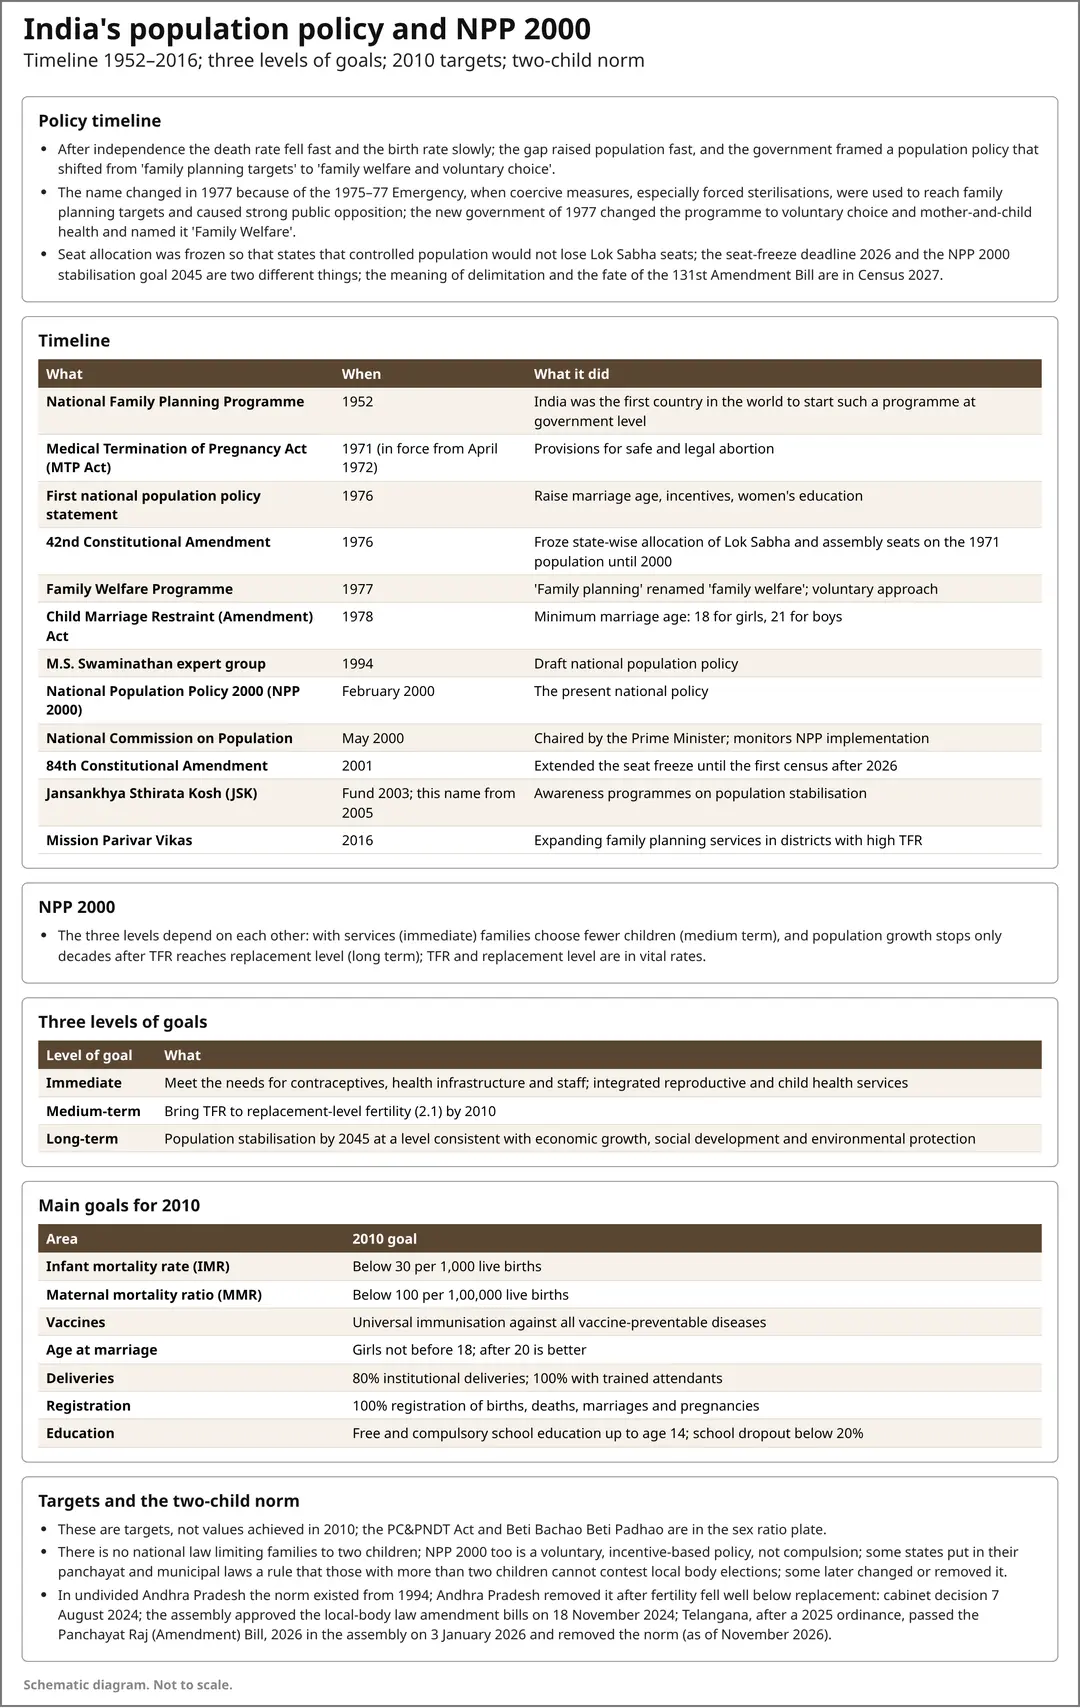 India's population policy and NPP 2000
Timeline 1952–2016; three levels of goals; 2010 targets; two-child norm
Policy timeline
• After independence the death rate fell fast and the birth rate slowly; the gap raised population fast, and the government framed a population policy that
shifted from 'family planning targets' to 'family welfare and voluntary choice'.
• The name changed in 1977 because of the 1975–77 Emergency, when coercive measures, especially forced sterilisations, were used to reach family
planning targets and caused strong public opposition; the new government of 1977 changed the programme to voluntary choice and mother-and-child
health and named it 'Family Welfare'.
• Seat allocation was frozen so that states that controlled population would not lose Lok Sabha seats; the seat-freeze deadline 2026 and the NPP 2000
stabilisation goal 2045 are two different things; the meaning of delimitation and the fate of the 131st Amendment Bill are in Census 2027.
Timeline
What When What it did
National Family Planning Programme 1952 India was the first country in the world to start such a programme at
government level
Medical Termination of Pregnancy Act 1971 (in force from April Provisions for safe and legal abortion
(MTP Act) 1972)
First national population policy 1976 Raise marriage age, incentives, women's education
statement
42nd Constitutional Amendment 1976 Froze state-wise allocation of Lok Sabha and assembly seats on the 1971
population until 2000
Family Welfare Programme 1977 'Family planning' renamed 'family welfare'; voluntary approach
Child Marriage Restraint (Amendment) 1978 Minimum marriage age: 18 for girls, 21 for boys
Act
M.S. Swaminathan expert group 1994 Draft national population policy
National Population Policy 2000 (NPP February 2000 The present national policy
2000)
National Commission on Population May 2000 Chaired by the Prime Minister; monitors NPP implementation
84th Constitutional Amendment 2001 Extended the seat freeze until the first census after 2026
Jansankhya Sthirata Kosh (JSK) Fund 2003; this name from Awareness programmes on population stabilisation
2005
Mission Parivar Vikas 2016 Expanding family planning services in districts with high TFR
NPP 2000
• The three levels depend on each other: with services (immediate) families choose fewer children (medium term), and population growth stops only
decades after TFR reaches replacement level (long term); TFR and replacement level are in vital rates.
Three levels of goals
Level of goal What
Immediate Meet the needs for contraceptives, health infrastructure and staff; integrated reproductive and child health services
Medium-term Bring TFR to replacement-level fertility (2.1) by 2010
Long-term Population stabilisation by 2045 at a level consistent with economic growth, social development and environmental protection
Main goals for 2010
Area 2010 goal
Infant mortality rate (IMR) Below 30 per 1,000 live births
Maternal mortality ratio (MMR) Below 100 per 1,00,000 live births
Vaccines Universal immunisation against all vaccine-preventable diseases
Age at marriage Girls not before 18; after 20 is better
Deliveries 80% institutional deliveries; 100% with trained attendants
Registration 100% registration of births, deaths, marriages and pregnancies
Education Free and compulsory school education up to age 14; school dropout below 20%
Targets and the two-child norm
• These are targets, not values achieved in 2010; the PC&PNDT Act and Beti Bachao Beti Padhao are in the sex ratio plate.
• There is no national law limiting families to two children; NPP 2000 too is a voluntary, incentive-based policy, not compulsion; some states put in their
panchayat and municipal laws a rule that those with more than two children cannot contest local body elections; some later changed or removed it.
• In undivided Andhra Pradesh the norm existed from 1994; Andhra Pradesh removed it after fertility fell well below replacement: cabinet decision 7
August 2024; the assembly approved the local-body law amendment bills on 18 November 2024; Telangana, after a 2025 ordinance, passed the
Panchayat Raj (Amendment) Bill, 2026 in the assembly on 3 January 2026 and removed the norm (as of November 2026).
Schematic diagram. Not to scale.